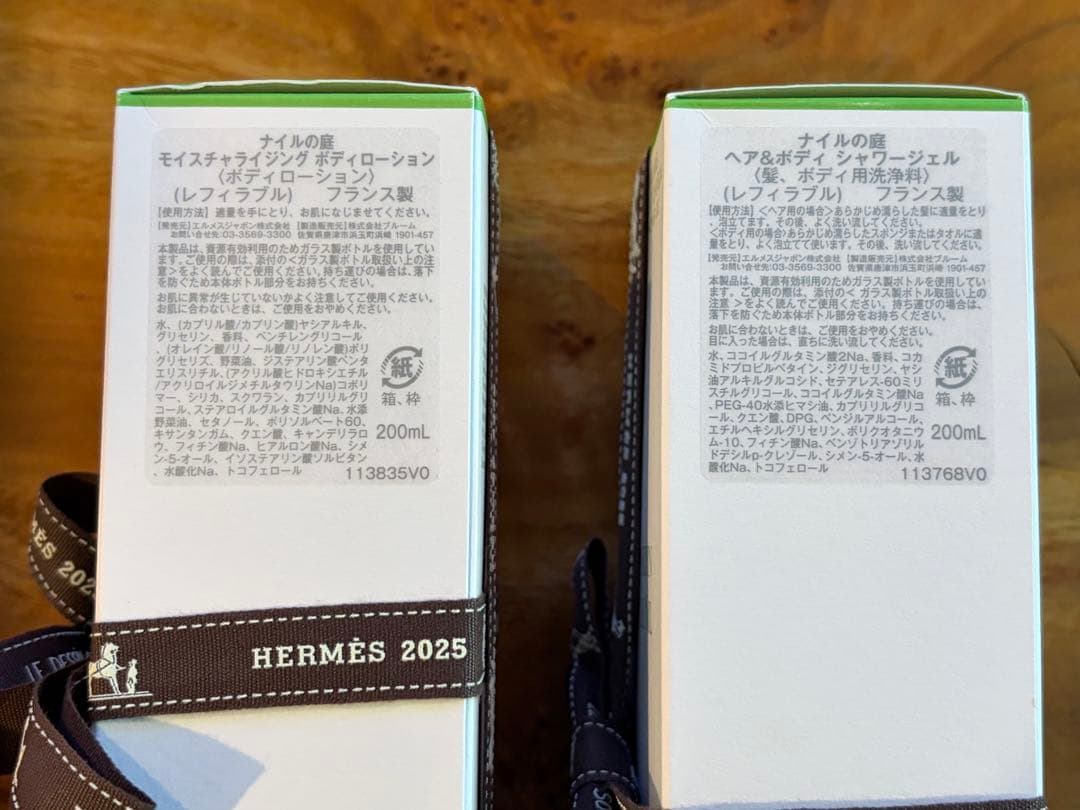 ナイルの庭
モイスチャライジング ボディローション
〈ボディローション〉
(レフィラブル) フランス製
【使用方法】適量を手にとり、お肌になじませてください。
【発売元】エルメスジャポン株式会社 【製造販売元】株式会社ブルーム
お問い合せ先:03-3569-3300 佐賀県唐津市浜玉町浜崎 1901-457
本製品は、資源有効利用のためガラス製ボトルを使用してい
ます。ご使用の際は、添付の<ガラス製ボトル取扱い上の注
意>をよく読んでご使用ください。持ち運びの場合は、落下
を防ぐため本体ボトル部分をお持ちください。
お肌に異常が生じていないかよく注意してご使用ください。
お肌に合わないときは、ご使用をおやめください。
水、(カプリル酸/カプリン酸)ヤシアルキル、
グリセリン、香料、ペンチレングリコール
、(オレイン酸/リノール酸/リノレン酸)ポリ
グリセリズ、野菜油、ジステアリン酸ペンタ
エリスリチル、(アクリル酸ヒドロキシエチル
/アクリロイルジメチルタウリンNa)コポリ
マー、シリカ、スクワラン、カプリリルグリ
コール、ステアロイルグルタミン酸Na、水添
野菜油、セタノール、ポリソルベート60、
キサンタンガム、クエン酸、キャンデリラロ
ウ、フィチン酸Na、ヒアルロン酸Na、シメン
-5-オール、イソステアリン酸ソルビタン
、水酸化Na、トコフェロール
紙
箱、枠
200mL
113835V0
HERMÈS 2025
HERMÈS 202
LE DESS
ナイルの庭
ヘア&ボディ シャワージェル
〈髪、ボディ用洗浄料〉
(レフィラブル) フランス製
【使用方法】<ヘア用の場合>あらかじめ濡らした髪に適量をとり
、泡立てます。その後、よく洗い流してください。
<ボディ用の場合>あらかじめ濡らしたスポンジまたはタオルに適
量をとり、よく泡立てて使います。その後、洗い流してください。
【発売元】エルメスジャポン株式会社 【製造販売元】株式会社ブルーム
お問い合せ先:03-3569-3300 佐賀県唐津市浜玉町浜崎 1901-457
本製品は、資源有効利用のためガラス製ボトルを使用してい
ます。ご使用の際は、添付の< ガラス製ボトル取扱い上の
注意 >をよく読んでご使用ください。持ち運びの場合は、
落下を防ぐため本体ボトル部分をお持ちください。
お肌に合わないときは、ご使用をおやめください。
目に入った場合は、直ちに洗い流してください。
水、ココイルグルタミン酸2Na、香料、コカ
ミドプロピルベタイン、ジグリセリン、ヤシ
油アルキルグルコシド、セテアレス-60ミリ
スチルグリコール、ココイルグルタミン酸Na
、PEG-40水添ヒマシ油、カプリリルグリコ
ール、クエン酸、DPG、ベンジルアルコール、
エチルヘキシルグリセリン、ポリクオタニウ
ム-10、フィチン酸Na、ベンゾトリアゾリル
ドデシルp-クレゾール、シメン-5-オール、水
酸化Na、トコフェロール
紙
箱、枠
200mL
113768V0